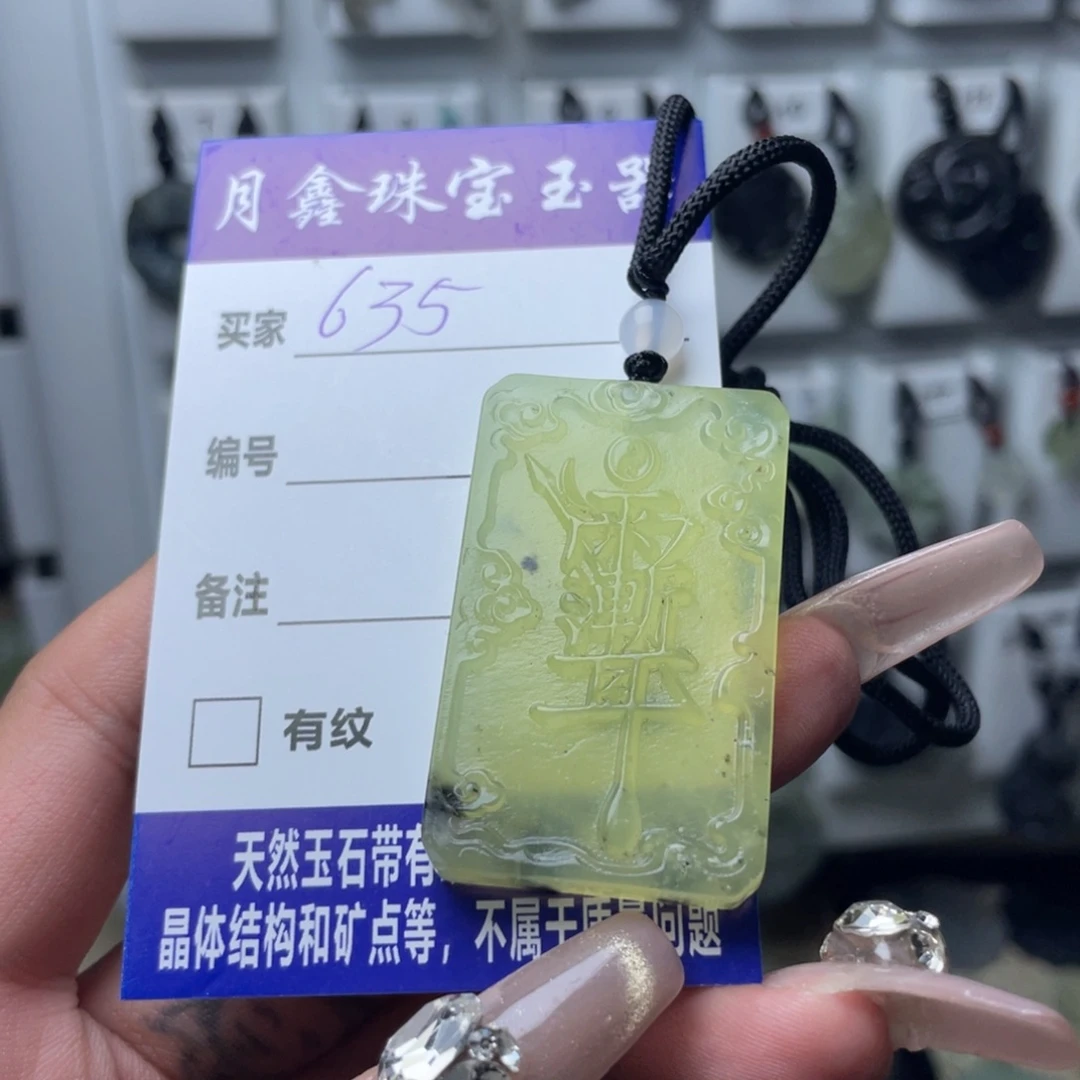 月鑫珠宝玉器
买家 635
编号
备注
有纹
天然玉石带有
晶体结构和矿点等，不属于质量问题